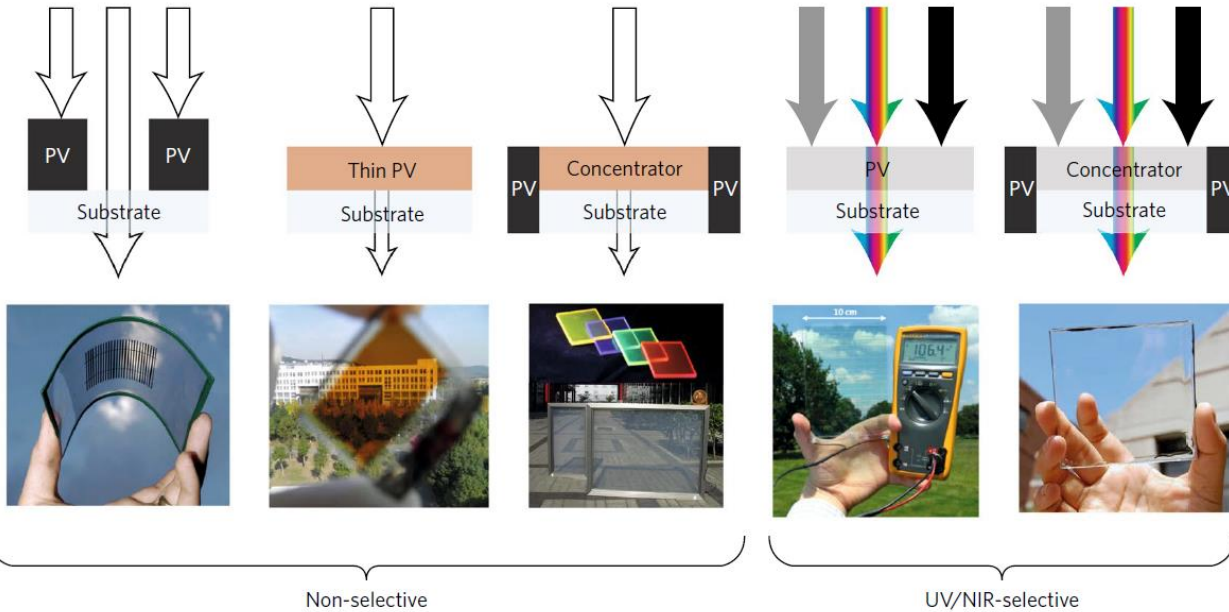 PV
PV
Substrate
Thin PV
Substrate
PV
Concentrator
PV
Substrate
PV
Substrate
PV
Concentrator
PV
Substrate
10 cm
106.4
Non-selective
UV/NIR-selective